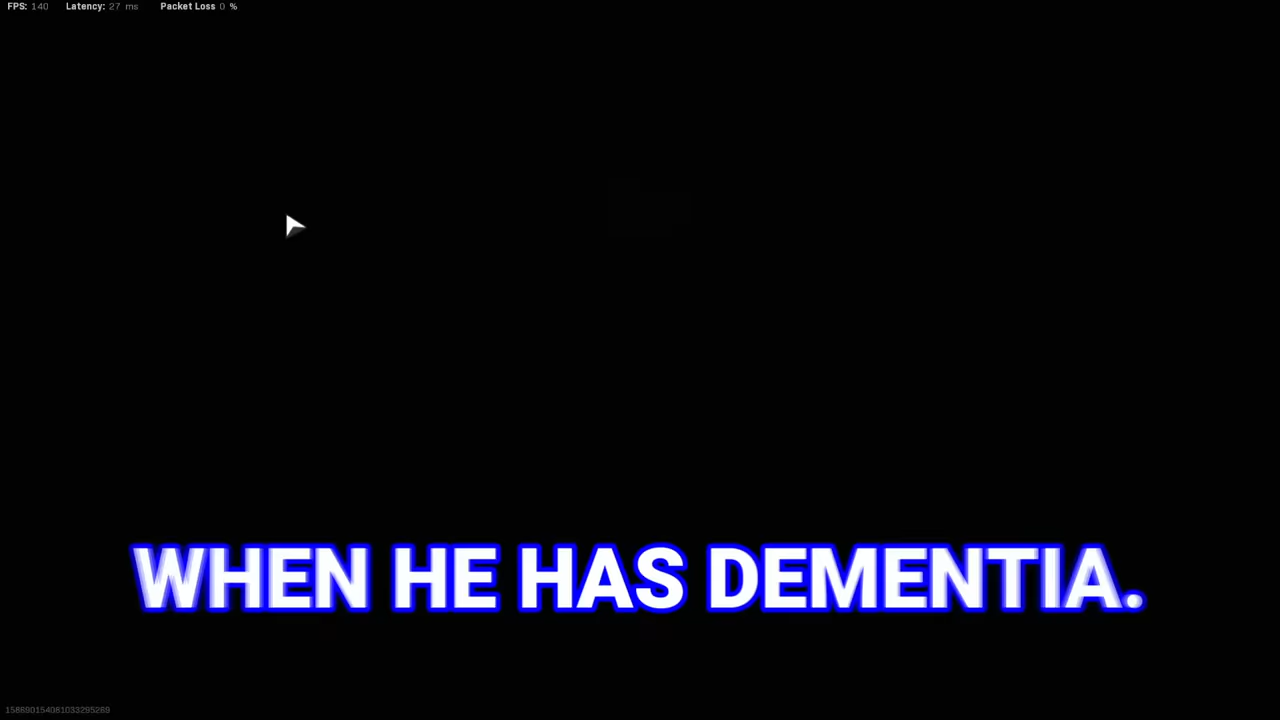 FPS: 140 Latency: 27 ms Packet Loss 0 %
WHEN HE HAS DEMENTIA.